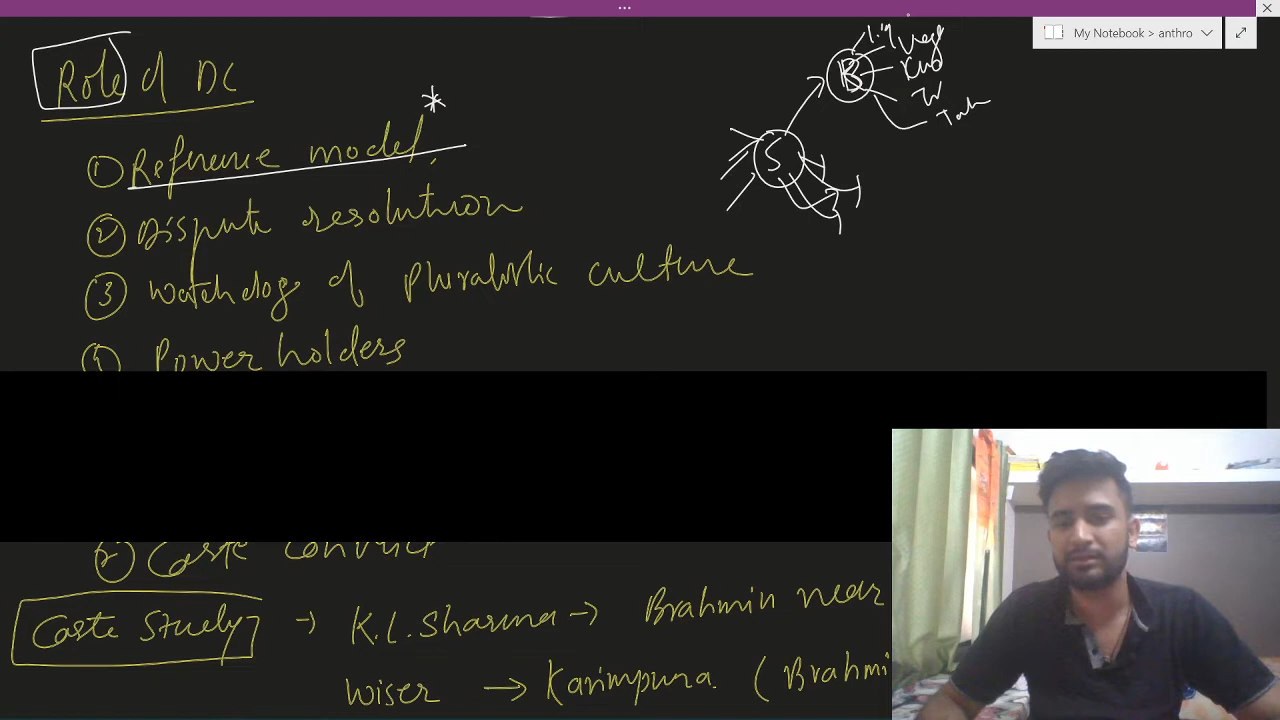 ...
My Notebook > anthro
Role of DC
① Reference model. *
② Dispute resolution
③ watchdog of Pluralistic culture
④ Power holders
B
S
⑤ Caste conflict
Caste Study → K.L.Sharma → Brahmin near
wiser → Karimpura. (Brahmi